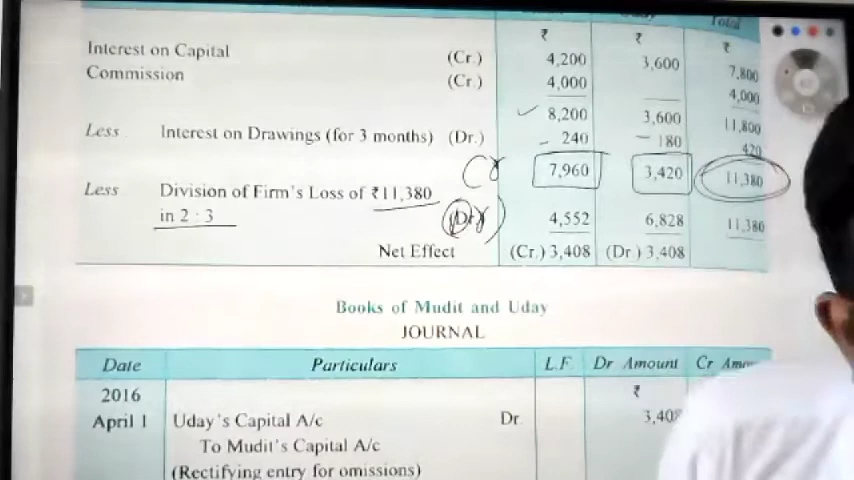 Total
₹ ₹ ₹
Interest on Capital (Cr.) 4,200 3,600 7,800
Commission (Cr.) 4,000 4,000
8,200 3,600 11,800
Less Interest on Drawings (for 3 months) (Dr.) 240 180 420
Cr 7,960 3,420 11,380
Less Division of Firm's Loss of ₹11,380
in 2 : 3 (Dr) 4,552 6,828 11,380
Net Effect (Cr.) 3,408 (Dr.) 3,408
Books of Mudit and Uday
JOURNAL
Date Particulars L.F. Dr Amount Cr
2016 ₹
April 1 Uday's Capital A/c Dr. 3,408
To Mudit's Capital A/c
(Rectifying entry for omissions)